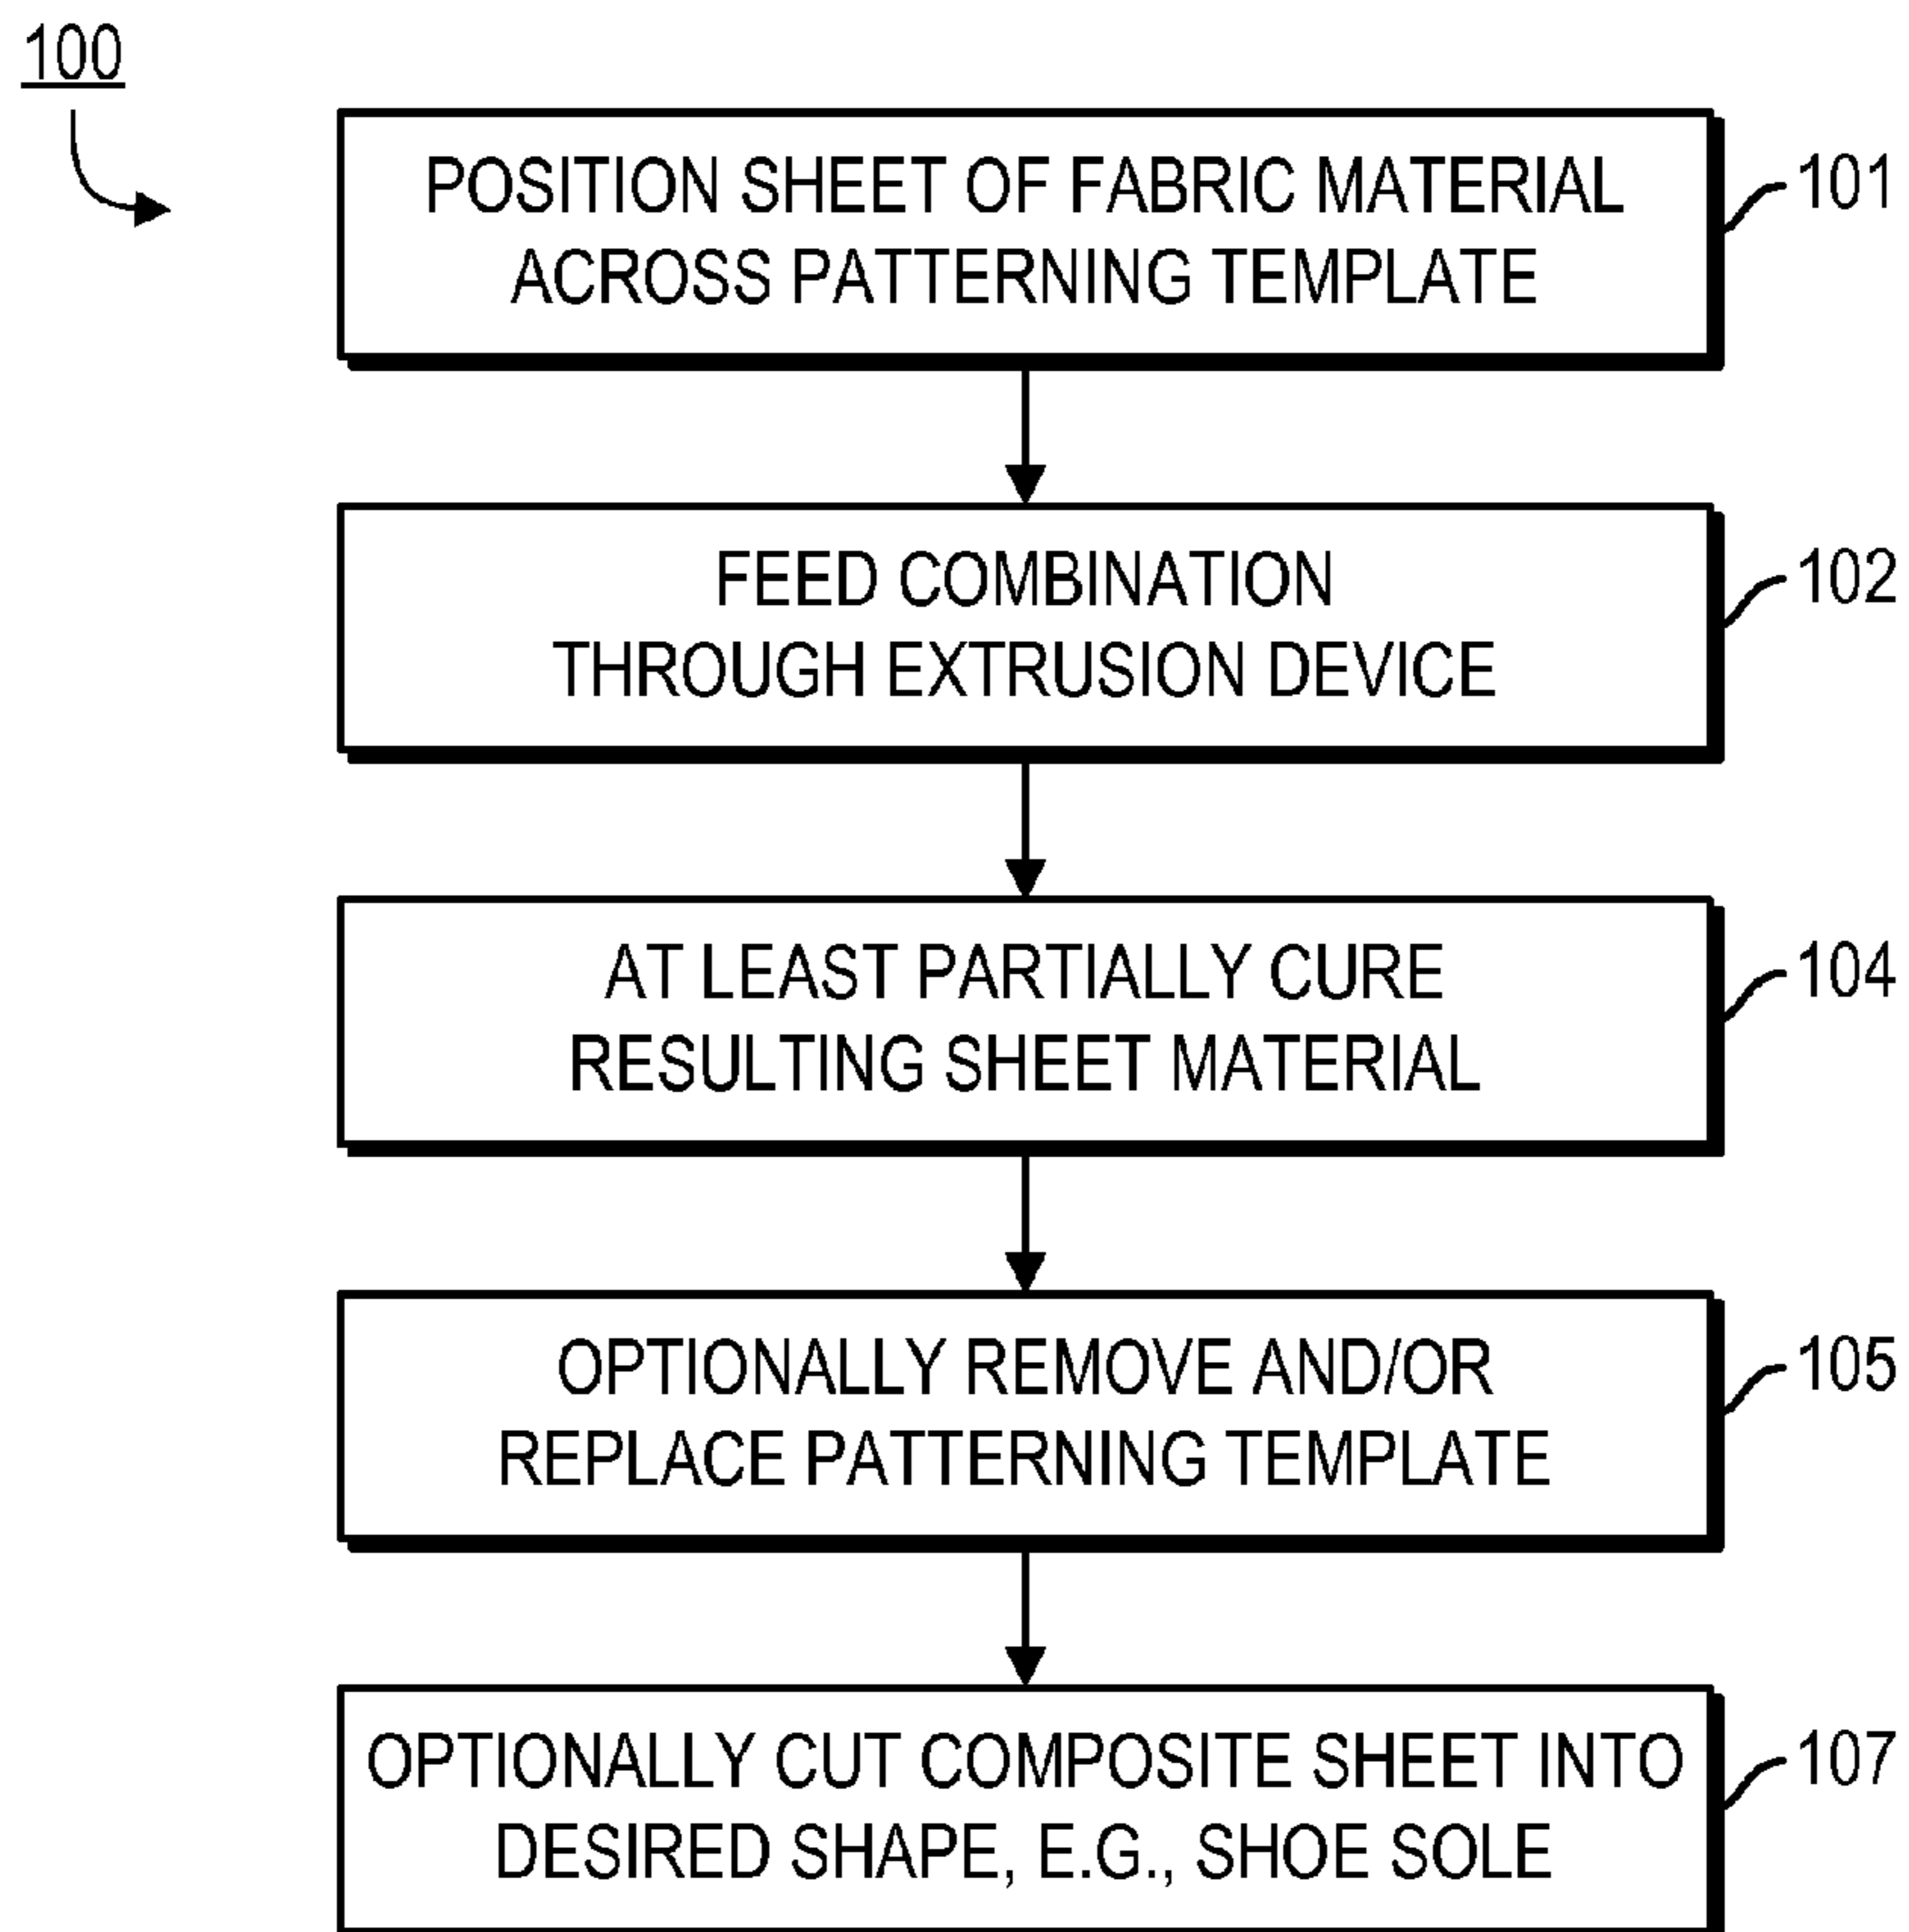 100
POSITION SHEET OF FABRIC MATERIAL
ACROSS PATTERNING TEMPLATE
101
FEED COMBINATION
THROUGH EXTRUSION DEVICE
102
AT LEAST PARTIALLY CURE
RESULTING SHEET MATERIAL
104
OPTIONALLY REMOVE AND/OR
REPLACE PATTERNING TEMPLATE
105
OPTIONALLY CUT COMPOSITE SHEET INTO
DESIRED SHAPE, E.G., SHOE SOLE
107